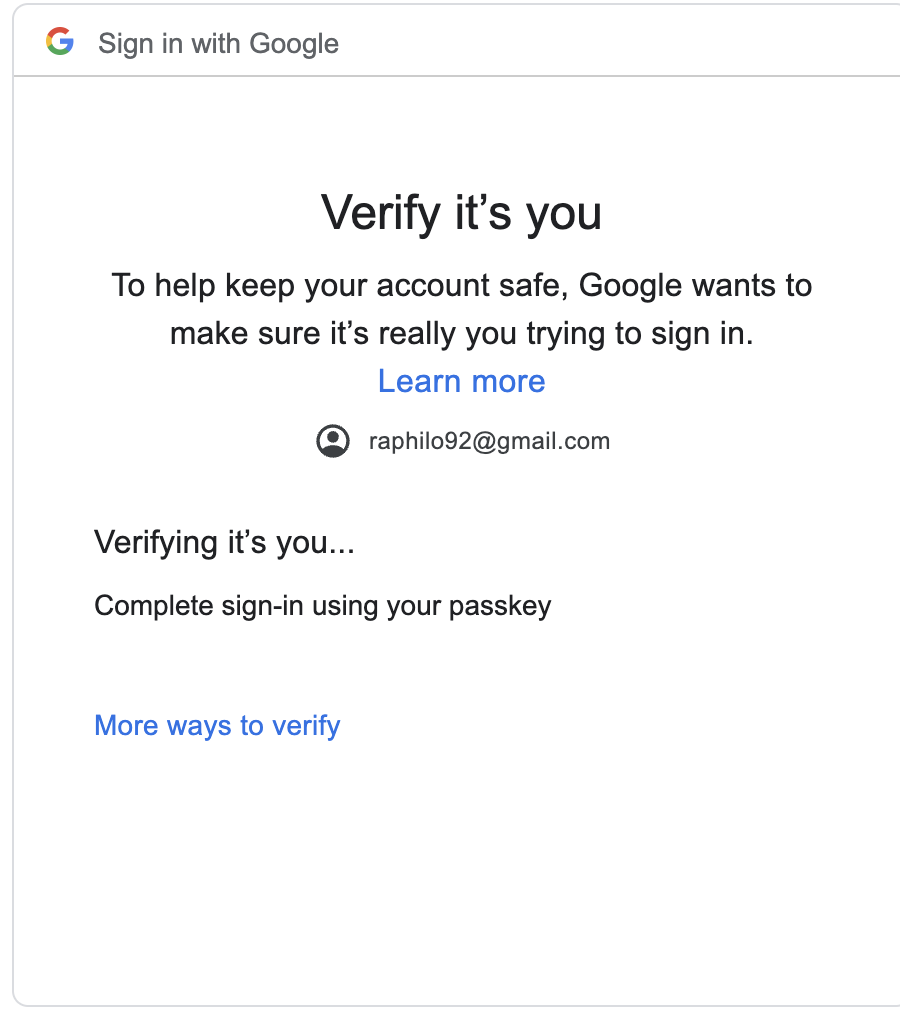 Sign in with Google
Verify it’s you
To help keep your account safe, Google wants to
make sure it’s really you trying to sign in.
Learn more
raphilo92@gmail.com
Verifying it’s you...
Complete sign-in using your passkey
More ways to verify